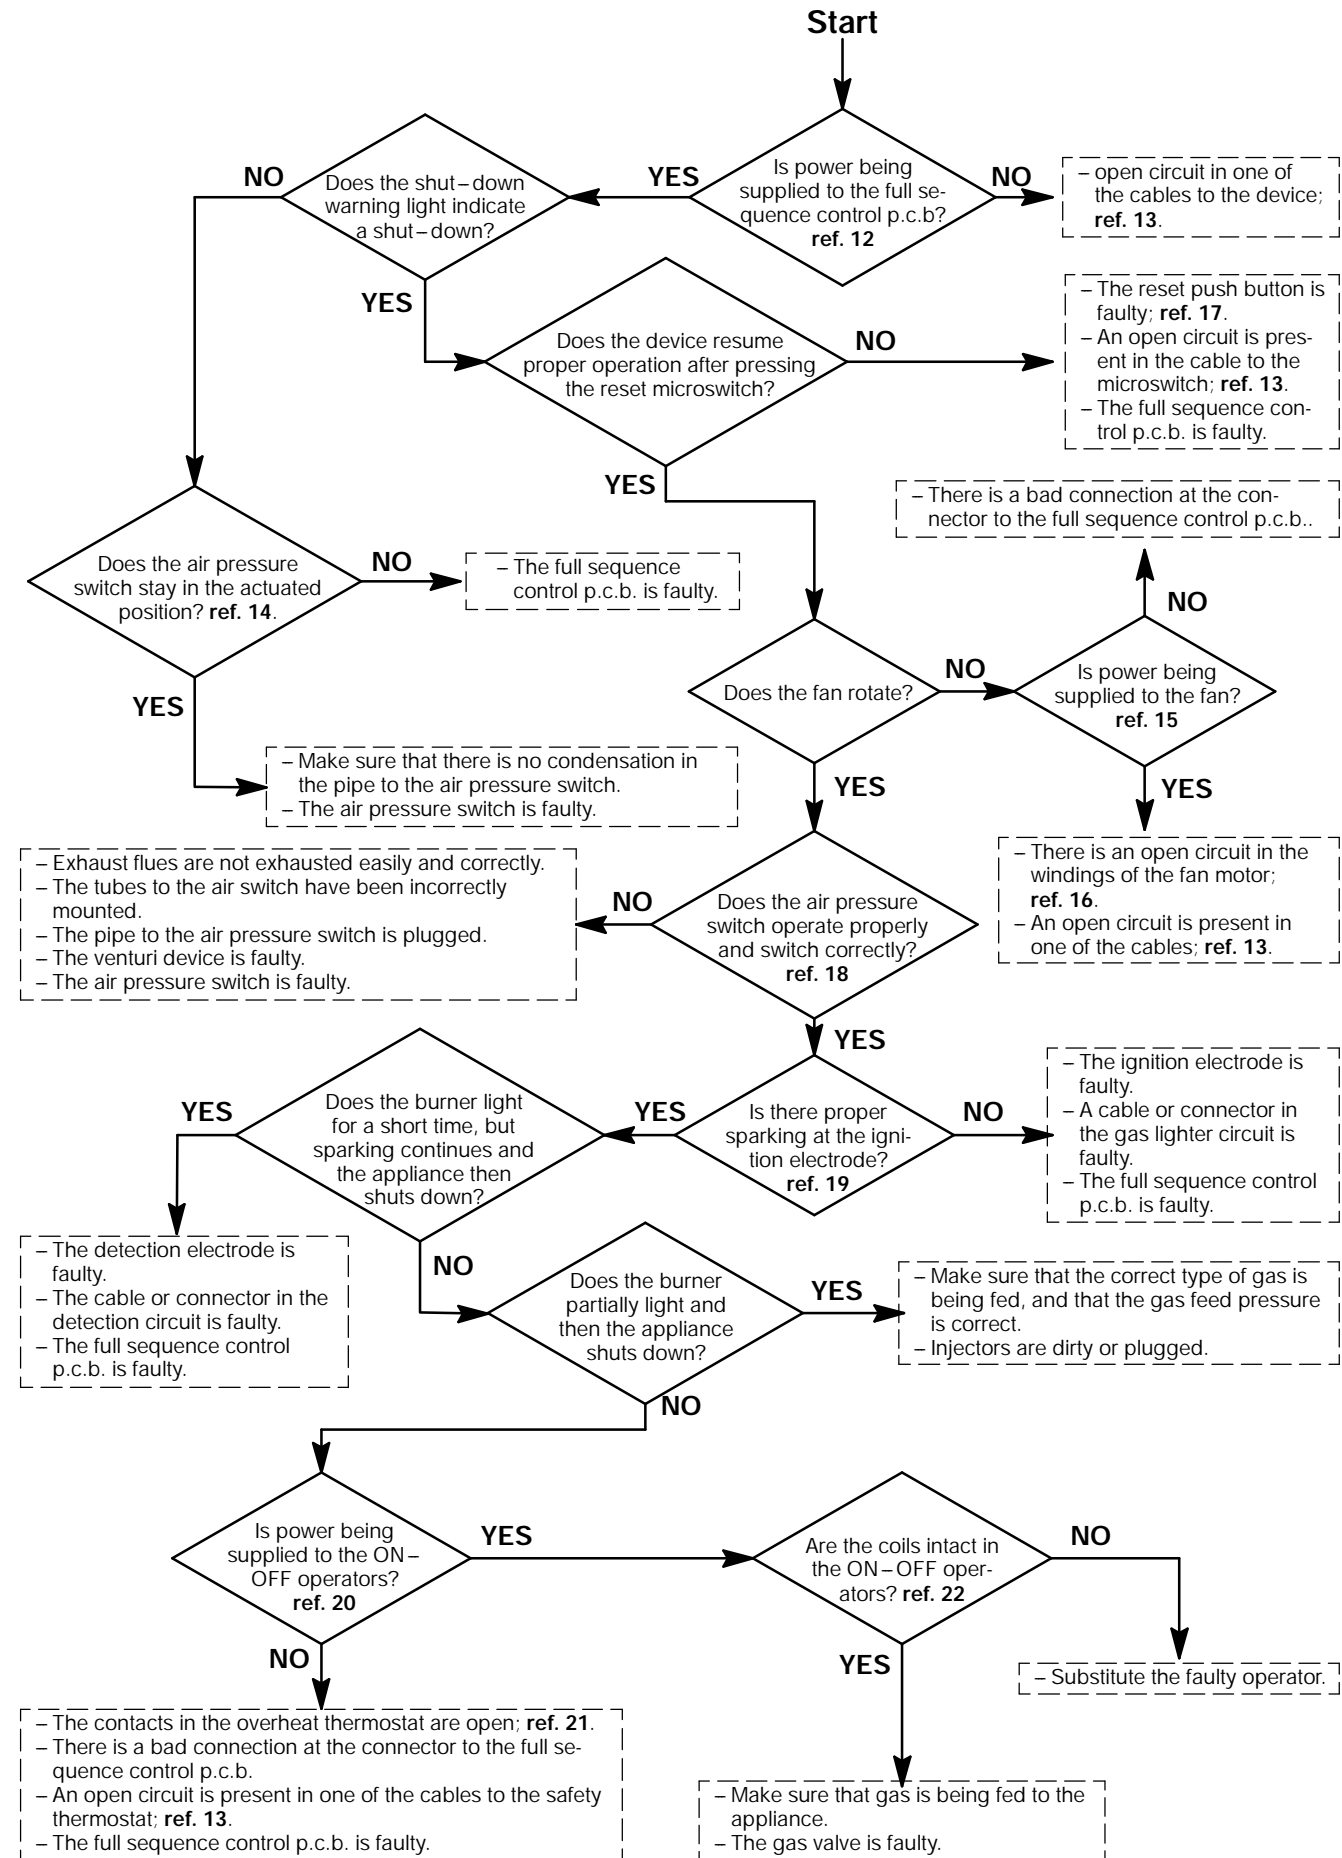 Start
Is power being
supplied to the full se-
quence control p.c.b?
ref. 12
YES
NO
– open circuit in one of
the cables to the device;
ref. 13.
Does the shut–down
warning light indicate
a shut–down?
NO
YES
Does the device resume
proper operation after pressing
the reset microswitch?
NO
– The reset push button is
faulty; ref. 17.
– An open circuit is pres-
ent in the cable to the
microswitch; ref. 13.
– The full sequence con-
trol p.c.b. is faulty.
YES
Does the air pressure
switch stay in the actuated
position? ref. 14.
NO
– The full sequence
control p.c.b. is faulty.
YES
– Make sure that there is no condensation in
the pipe to the air pressure switch.
– The air pressure switch is faulty.
– There is a bad connection at the con-
nector to the full sequence control p.c.b..
NO
Does the fan rotate?
NO
Is power being
supplied to the fan?
ref. 15
YES
YES
– There is an open circuit in the
windings of the fan motor;
ref. 16.
– An open circuit is present in
one of the cables; ref. 13.
Does the air pressure
switch operate properly
and switch correctly?
ref. 18
NO
– Exhaust flues are not exhausted easily and correctly.
– The tubes to the air switch have been incorrectly
mounted.
– The pipe to the air pressure switch is plugged.
– The venturi device is faulty.
– The air pressure switch is faulty.
YES
Is there proper
sparking at the igni-
tion electrode?
ref. 19
YES
NO
– The ignition electrode is
faulty.
– A cable or connector in
the gas lighter circuit is
faulty.
– The full sequence control
p.c.b. is faulty.
Does the burner light
for a short time, but
sparking continues and
the appliance then
shuts down?
YES
– The detection electrode is
faulty.
– The cable or connector in the
detection circuit is faulty.
– The full sequence control
p.c.b. is faulty.
NO
Does the burner
partially light and
then the appliance
shuts down?
YES
– Make sure that the correct type of gas is
being fed, and that the gas feed pressure
is correct.
– Injectors are dirty or plugged.
NO
Is power being
supplied to the ON–
OFF operators?
ref. 20
YES
Are the coils intact in
the ON–OFF oper-
ators? ref. 22
NO
– Substitute the faulty operator.
NO
– The contacts in the overheat thermostat are open; ref. 21.
– There is a bad connection at the connector to the full se-
quence control p.c.b.
– An open circuit is present in one of the cables to the safety
thermostat; ref. 13.
– The full sequence control p.c.b. is faulty.
YES
– Make sure that gas is being fed to the
appliance.
– The gas valve is faulty.